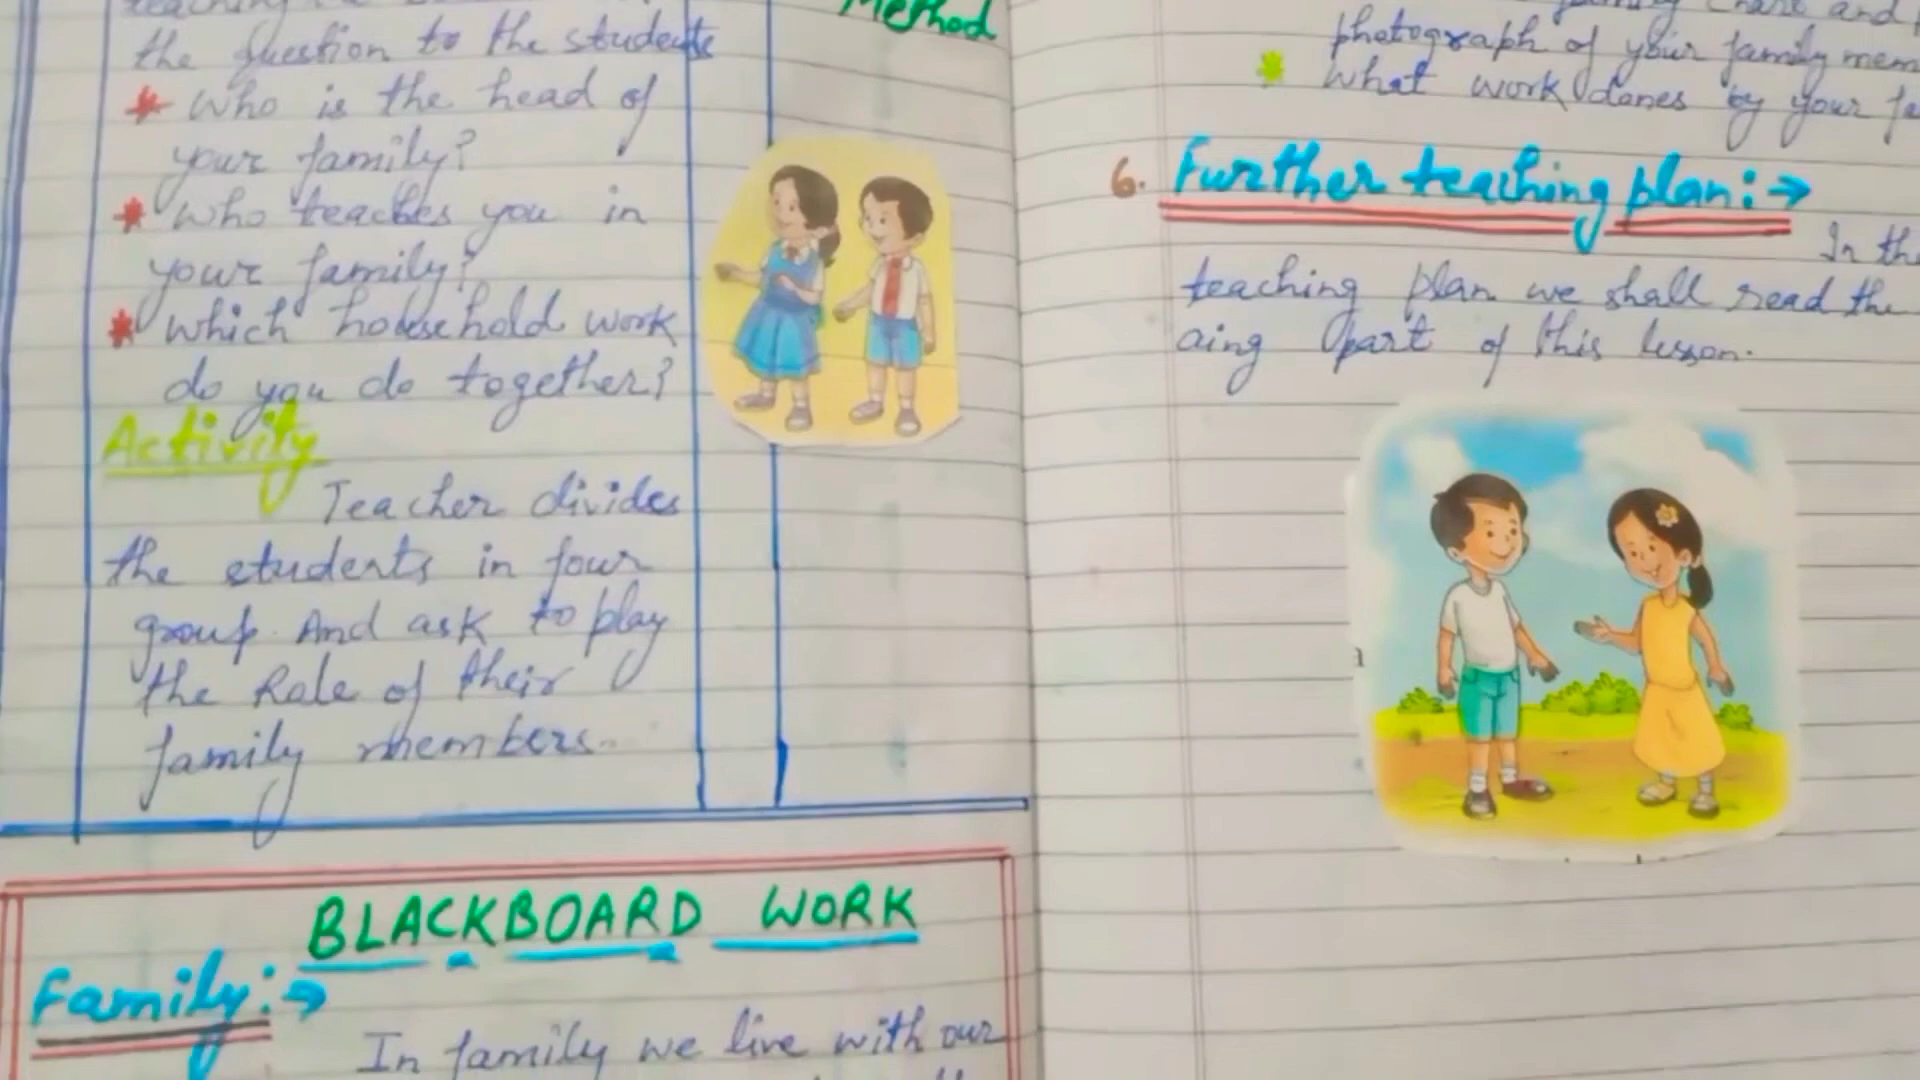 the question to the students
* Who is the head of
your family?
* Who teaches you in
your family?
* Which household work
do you do together?
Activity
Teacher divides
the students in four
group. And ask to play
the Role of their
family members.
Method
BLACKBOARD WORK
Family:→
In family we live with our
photograph of your family mem
* What work dones by your fa
6. Further teaching plan:→
In the
teaching plan we shall read the
aing part of this lesson.